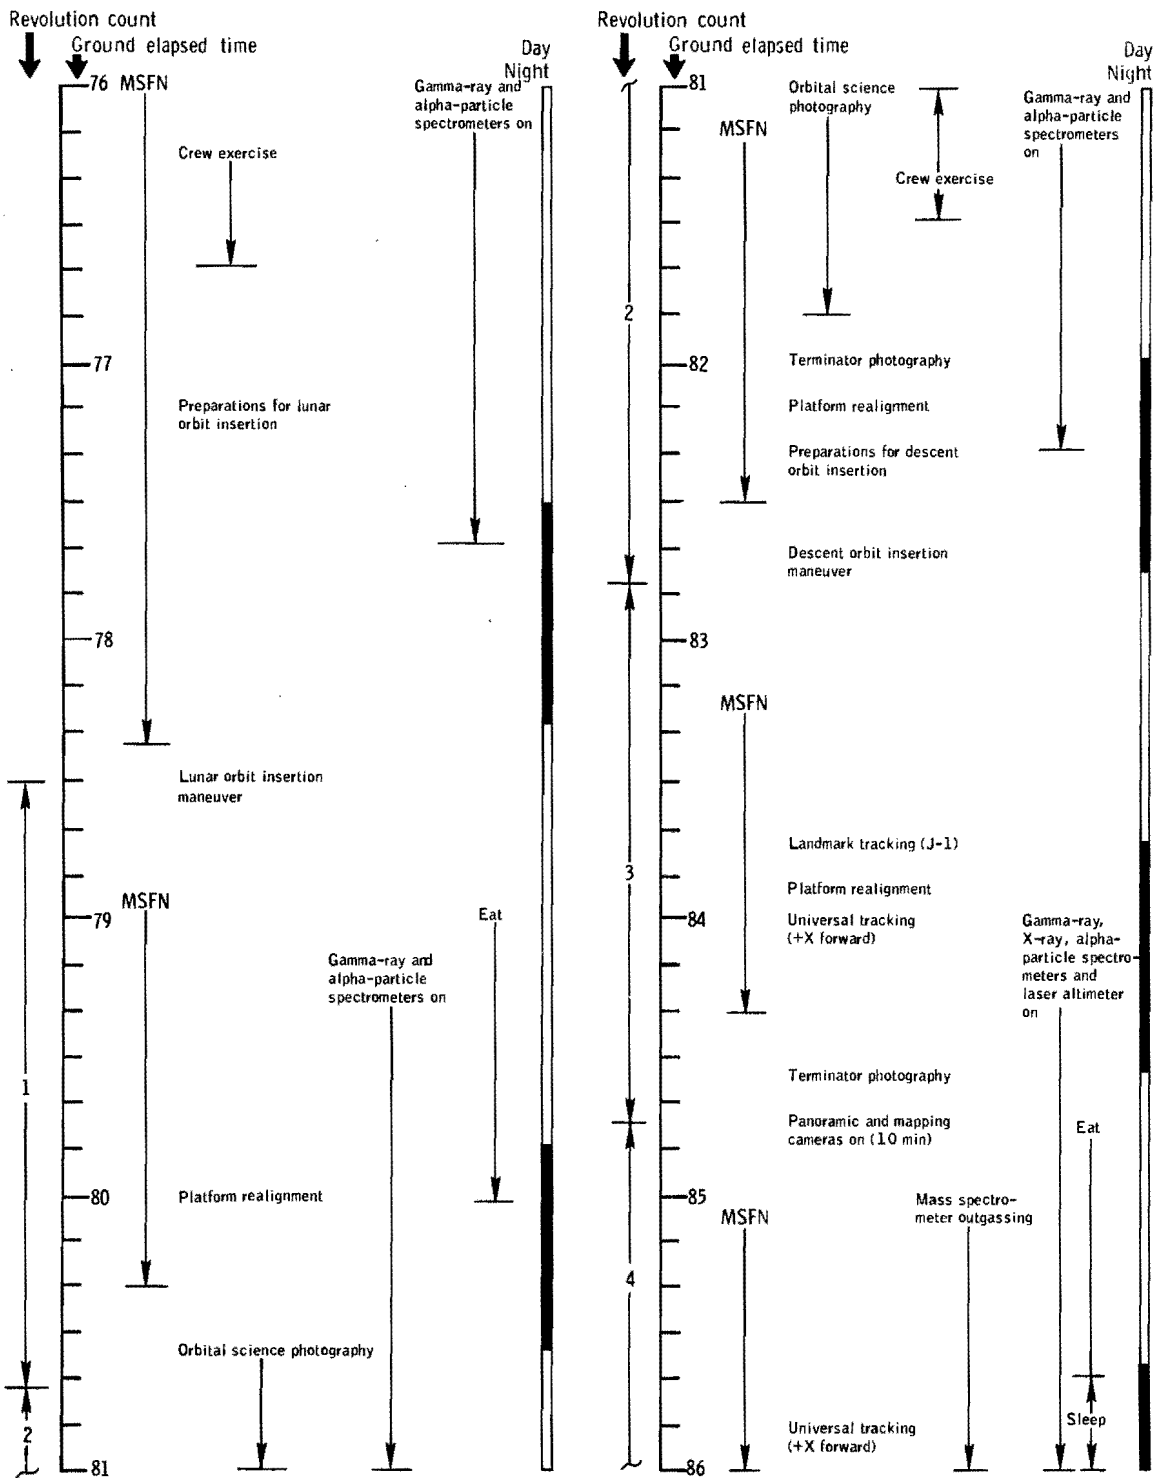 Revolution count
Ground elapsed time
Day
Night
76 MSFN
Gamma-ray and
alpha-particle
spectrometers on
Crew exercise
77
Preparations for lunar
orbit insertion
78
Lunar orbit insertion
maneuver
MSFN
79
Eat
Gamma-ray and
alpha-particle
spectrometers on
1
80
Platform realignment
Orbital science photography
2
81
Revolution count
Ground elapsed time
Day
Night
81
Orbital science
photography
Gamma-ray and
alpha-particle
spectrometers
on
MSFN
Crew exercise
2
82
Terminator photography
Platform realignment
Preparations for descent
orbit insertion
Descent orbit insertion
maneuver
83
MSFN
Landmark tracking (J-1)
3
Platform realignment
84
Universal tracking
(+X forward)
Gamma-ray,
X-ray, alpha-
particle spectro-
meters and
laser altimeter
on
Terminator photography
Panoramic and mapping
cameras on (10 min)
Eat
85
Mass spectro-
meter outgassing
MSFN
4
Sleep
Universal tracking
(+X forward)
86